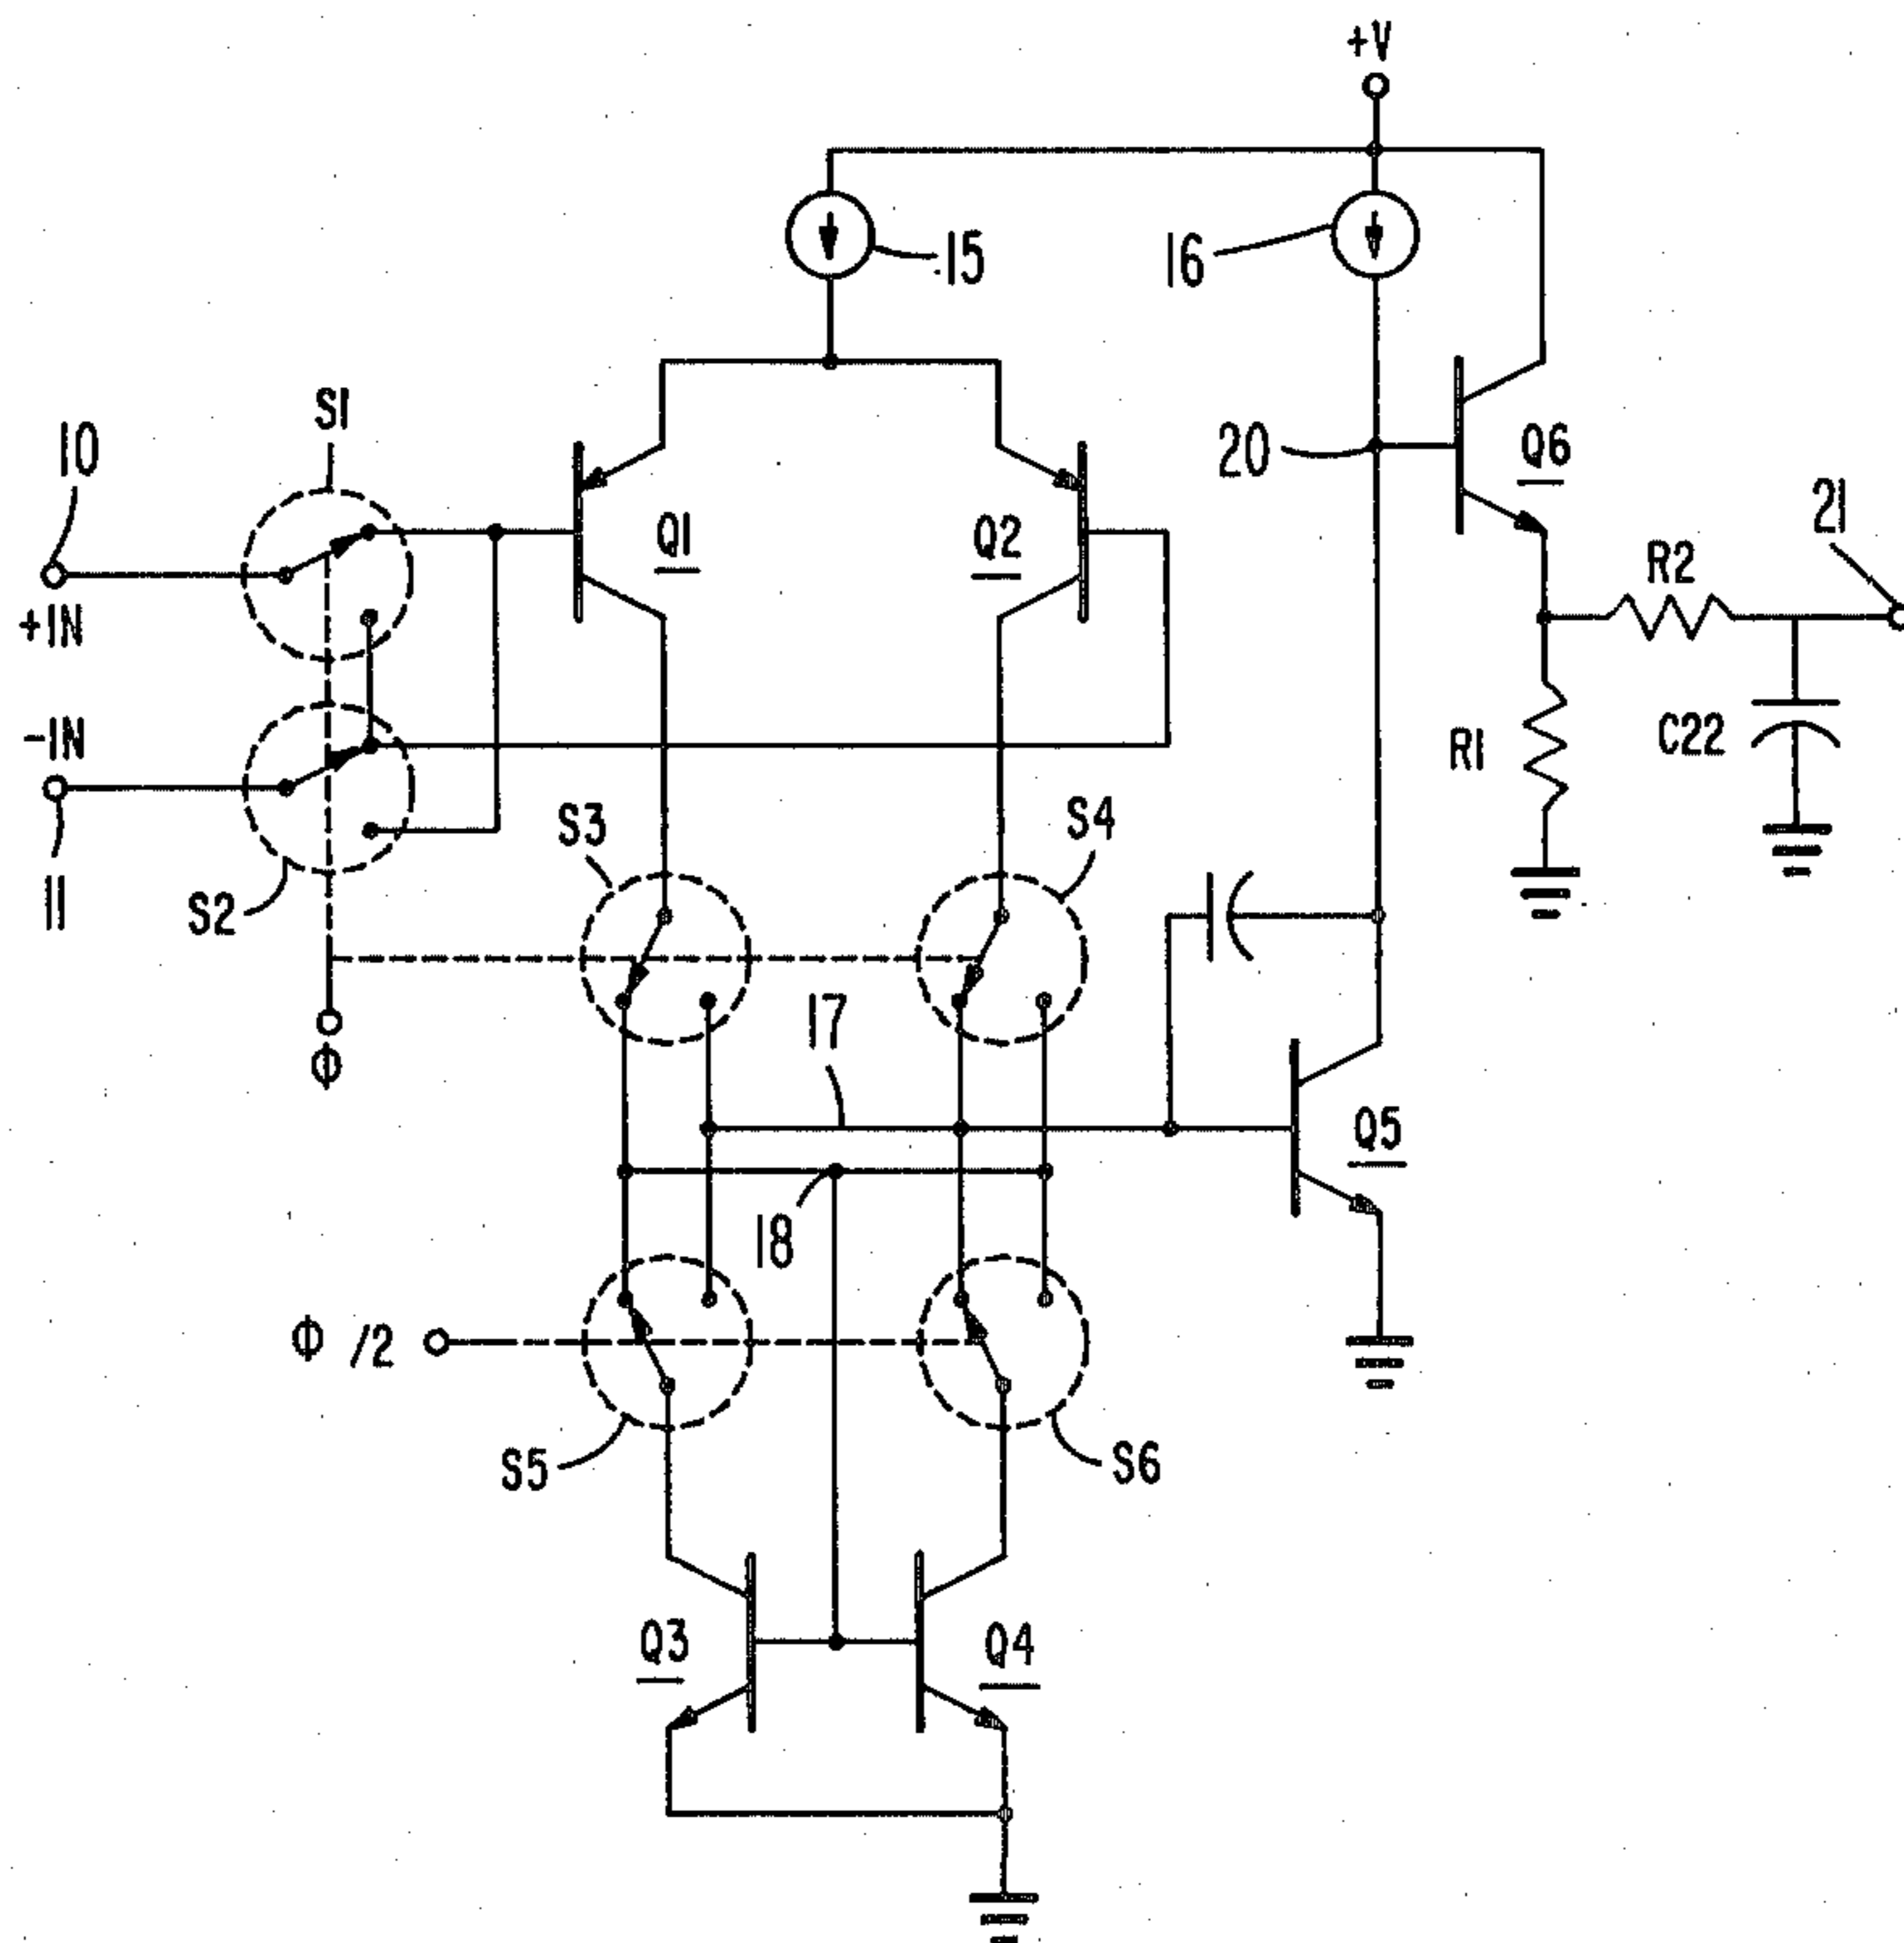 +V
15
16
S1
10
20
Q6
21
Q1
Q2
R2
+IN
-IN
R1
C22
S3
S4
11
S2
17
Φ
Q5
18
Φ /2
S5
S6
Q3
Q4